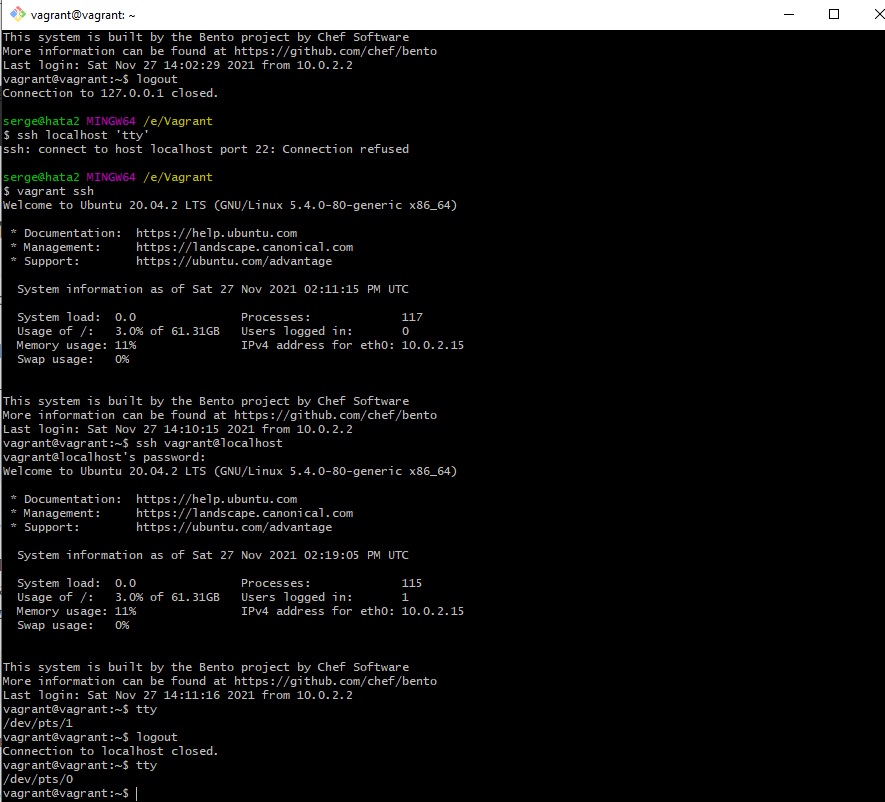 vagrant@vagrant: ~
This system is built by the Bento project by Chef Software
More information can be found at https://github.com/chef/bento
Last login: Sat Nov 27 14:02:29 2021 from 10.0.2.2
vagrant@vagrant:~$ logout
Connection to 127.0.0.1 closed.

serge@hata2 MINGW64 /e/Vagrant
$ ssh localhost 'tty'
ssh: connect to host localhost port 22: Connection refused

serge@hata2 MINGW64 /e/Vagrant
$ vagrant ssh
Welcome to Ubuntu 20.04.2 LTS (GNU/Linux 5.4.0-80-generic x86_64)

 * Documentation:  https://help.ubuntu.com
 * Management:     https://landscape.canonical.com
 * Support:        https://ubuntu.com/advantage

  System information as of Sat 27 Nov 2021 02:11:15 PM UTC

  System load:  0.0               Processes:             117
  Usage of /:   3.0% of 61.31GB   Users logged in:       0
  Memory usage: 11%               IPv4 address for eth0: 10.0.2.15
  Swap usage:   0%


This system is built by the Bento project by Chef Software
More information can be found at https://github.com/chef/bento
Last login: Sat Nov 27 14:10:15 2021 from 10.0.2.2
vagrant@vagrant:~$ ssh vagrant@localhost
vagrant@localhost's password:
Welcome to Ubuntu 20.04.2 LTS (GNU/Linux 5.4.0-80-generic x86_64)

 * Documentation:  https://help.ubuntu.com
 * Management:     https://landscape.canonical.com
 * Support:        https://ubuntu.com/advantage

  System information as of Sat 27 Nov 2021 02:19:05 PM UTC

  System load:  0.0               Processes:             115
  Usage of /:   3.0% of 61.31GB   Users logged in:       1
  Memory usage: 11%               IPv4 address for eth0: 10.0.2.15
  Swap usage:   0%


This system is built by the Bento project by Chef Software
More information can be found at https://github.com/chef/bento
Last login: Sat Nov 27 14:11:16 2021 from 10.0.2.2
vagrant@vagrant:~$ tty
/dev/pts/1
vagrant@vagrant:~$ logout
Connection to localhost closed.
vagrant@vagrant:~$ tty
/dev/pts/0
vagrant@vagrant:~$